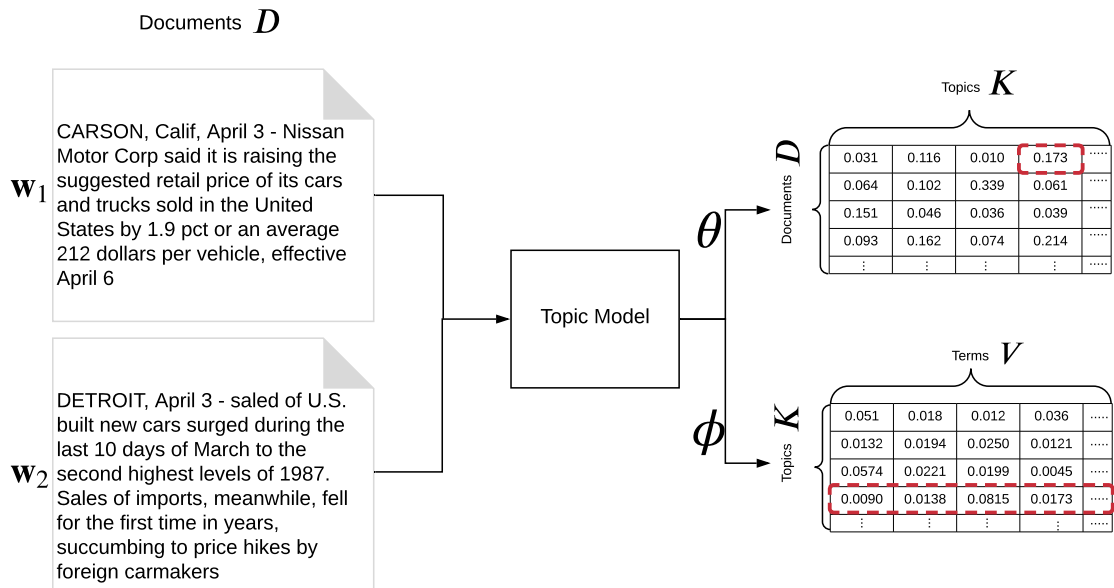 Documents D
w1
CARSON, Calif, April 3 - Nissan
Motor Corp said it is raising the
suggested retail price of its cars
and trucks sold in the United
States by 1.9 pct or an average
212 dollars per vehicle, effective
April 6
w2
DETROIT, April 3 - saled of U.S.
built new cars surged during the
last 10 days of March to the
second highest levels of 1987.
Sales of imports, meanwhile, fell
for the first time in years,
succumbing to price hikes by
foreign carmakers
Topic Model
θ
Topics K
Documents D
0.031 0.116 0.010 0.173 .....
0.064 0.102 0.339 0.061 .....
0.151 0.046 0.036 0.039 .....
0.093 0.162 0.074 0.214 .....
⋮ ⋮ ⋮ ⋮ .....
ϕ
Terms V
Topics K
0.051 0.018 0.012 0.036 .....
0.0132 0.0194 0.0250 0.0121 .....
0.0574 0.0221 0.0199 0.0045 .....
0.0090 0.0138 0.0815 0.0173 .....
⋮ ⋮ ⋮ ⋮ .....